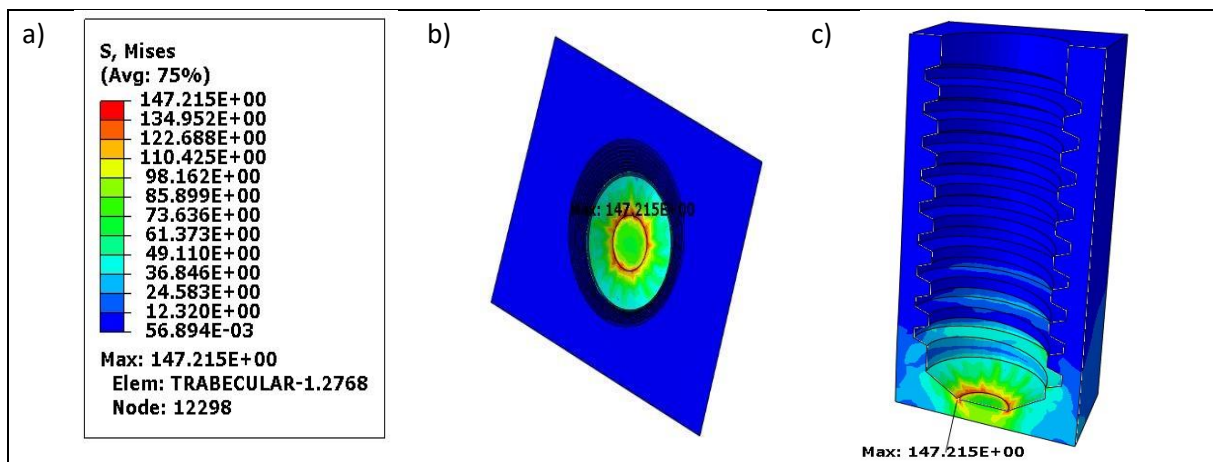 a)
S, Mises
(Avg: 75%)
147.215E+00
134.952E+00
122.688E+00
110.425E+00
98.162E+00
85.899E+00
73.636E+00
61.373E+00
49.110E+00
36.846E+00
24.583E+00
12.320E+00
56.894E-03
Max: 147.215E+00
Elem: TRABECULAR-1.2768
Node: 12298
b)
Max: 147.215E+00
c)
Max: 147.215E+00